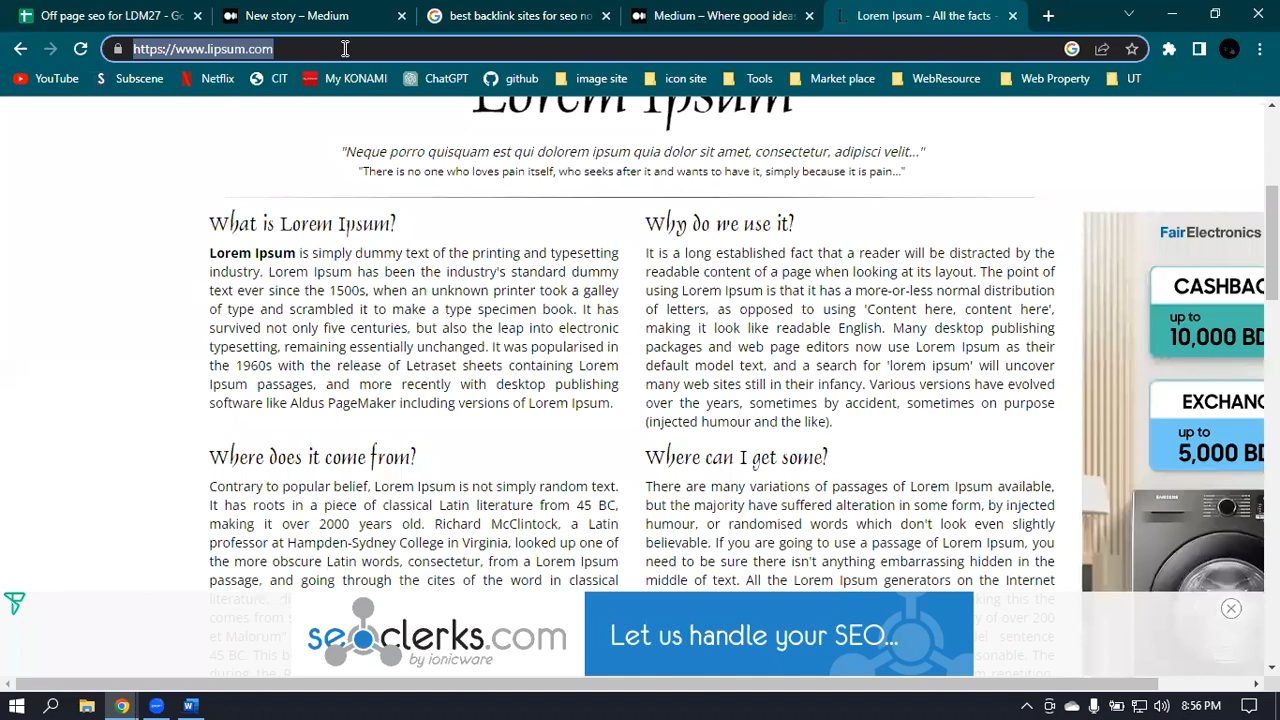 Off page seo for LDM27 - Go
New story – Medium
best backlink sites for seo no
Medium – Where good ideas
Lorem Ipsum - All the facts -
https://www.lipsum.com
YouTube
Subscene
Netflix
CIT
My KONAMI
ChatGPT
github
image site
icon site
Tools
Market place
WebResource
Web Property
UT
Lorem Ipsum
"Neque porro quisquam est qui dolorem ipsum quia dolor sit amet, consectetur, adipisci velit..."
"There is no one who loves pain itself, who seeks after it and wants to have it, simply because it is pain..."
What is Lorem Ipsum?
Lorem Ipsum is simply dummy text of the printing and typesetting
industry. Lorem Ipsum has been the industry's standard dummy
text ever since the 1500s, when an unknown printer took a galley
of type and scrambled it to make a type specimen book. It has
survived not only five centuries, but also the leap into electronic
typesetting, remaining essentially unchanged. It was popularised in
the 1960s with the release of Letraset sheets containing Lorem
Ipsum passages, and more recently with desktop publishing
software like Aldus PageMaker including versions of Lorem Ipsum.
Why do we use it?
It is a long established fact that a reader will be distracted by the
readable content of a page when looking at its layout. The point of
using Lorem Ipsum is that it has a more-or-less normal distribution
of letters, as opposed to using 'Content here, content here',
making it look like readable English. Many desktop publishing
packages and web page editors now use Lorem Ipsum as their
default model text, and a search for 'lorem ipsum' will uncover
many web sites still in their infancy. Various versions have evolved
over the years, sometimes by accident, sometimes on purpose
(injected humour and the like).
Where does it come from?
Contrary to popular belief, Lorem Ipsum is not simply random text.
It has roots in a piece of classical Latin literature from 45 BC,
making it over 2000 years old. Richard McClintock, a Latin
professor at Hampden-Sydney College in Virginia, looked up one of
the more obscure Latin words, consectetur, from a Lorem Ipsum
passage, and going through the cites of the word in classical
literature,
comes from
et Malorum"
45 BC. This
during the
Where can I get some?
There are many variations of passages of Lorem Ipsum available,
but the majority have suffered alteration in some form, by injected
humour, or randomised words which don't look even slightly
believable. If you are going to use a passage of Lorem Ipsum, you
need to be sure there isn't anything embarrassing hidden in the
middle of text. All the Lorem Ipsum generators on the Internet
this the
of over 200
sentence
repetition,
FairElectronics
CASHBAC
up to
10,000 BD
EXCHANG
up to
5,000 BD
SAMSUNG
seoclerks.com
by ionicware
Let us handle your SEO...
8:56 PM